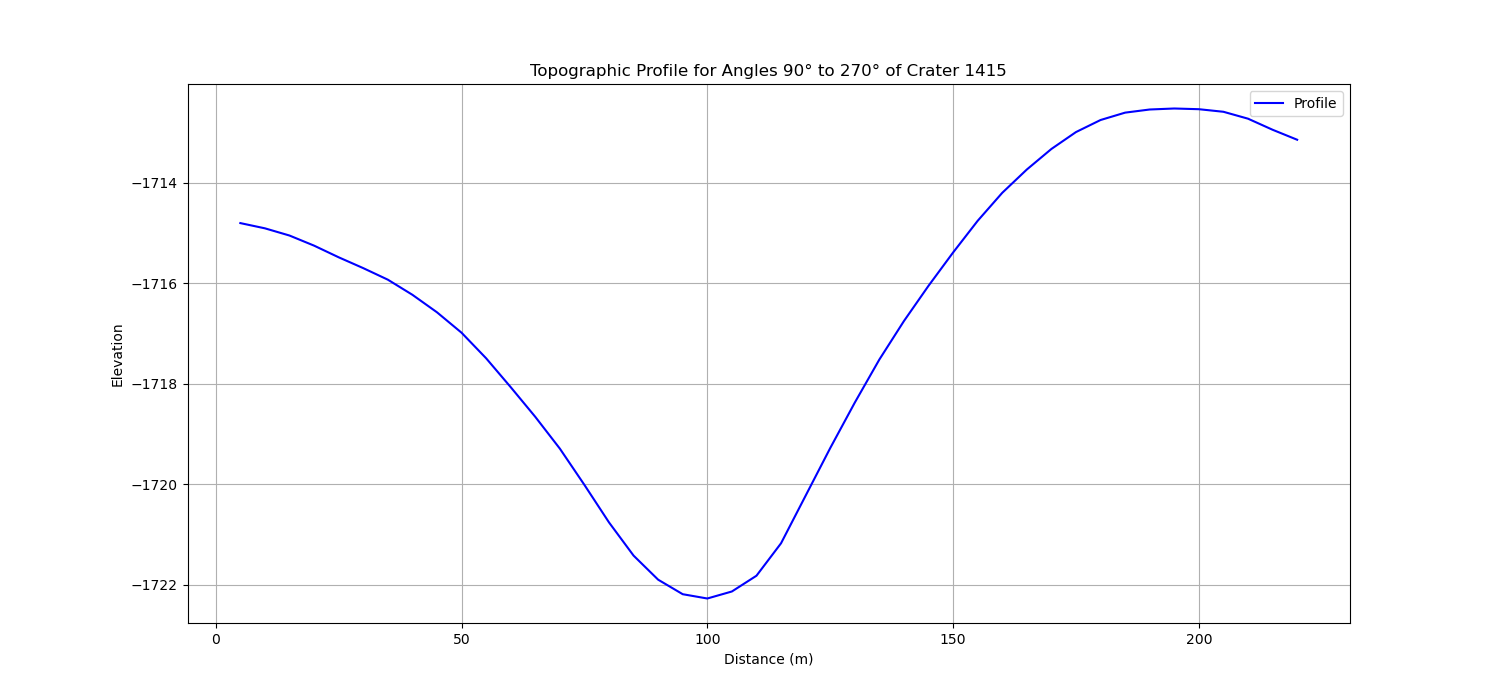 Topographic Profile for Angles 90° to 270° of Crater 1415
Profile
−1714
−1716
−1718
−1720
−1722
Elevation
0 50 100 150 200
Distance (m)